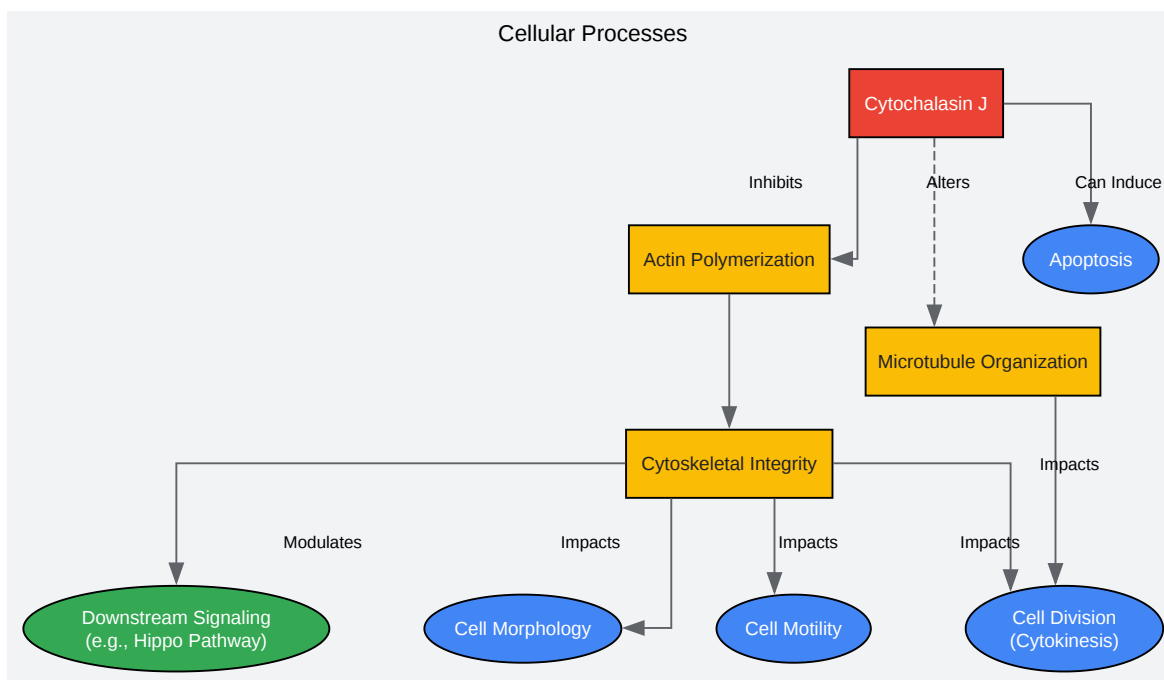 Cellular Processes
Cytochalasin J
Inhibits
Alters
Can Induce
Actin Polymerization
Apoptosis
Microtubule Organization
Cytoskeletal Integrity
Impacts
Modulates
Impacts
Impacts
Impacts
Downstream Signaling
(e.g., Hippo Pathway)
Cell Morphology
Cell Motility
Cell Division
(Cytokinesis)